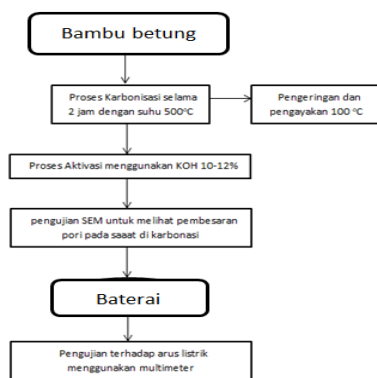 Bambu betung
Proses Karbonisasi selama
2 jam dengan suhu 500°C
Pengeringan dan
pengayakan 100 °C
Proses Aktivasi menggunakan KOH 10-12%
pengujian SEM untuk melihat pembesaran
pori pada saaat di karbonasi
Baterai
Pengujian terhadap arus listrik
menggunakan multimeter